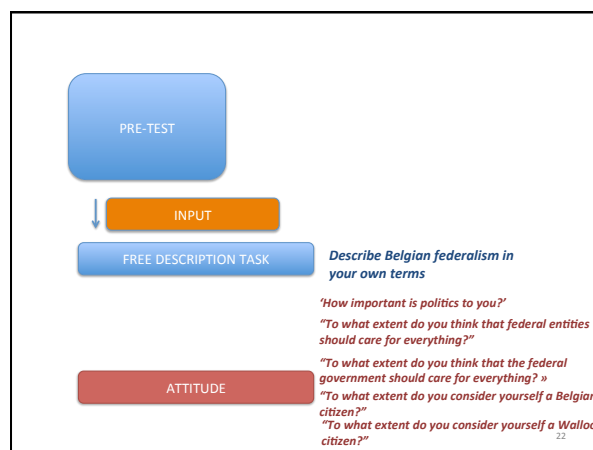 PRE-TEST
INPUT
FREE DESCRIPTION TASK
Describe Belgian federalism in
your own terms
‘How important is politics to you?’
“To what extent do you think that federal entities
should care for everything?”
“To what extent do you think that the federal
government should care for everything? »
ATTITUDE
“To what extent do you consider yourself a Belgian
citizen?”
“To what extent do you consider yourself a Walloo
citizen?”
22